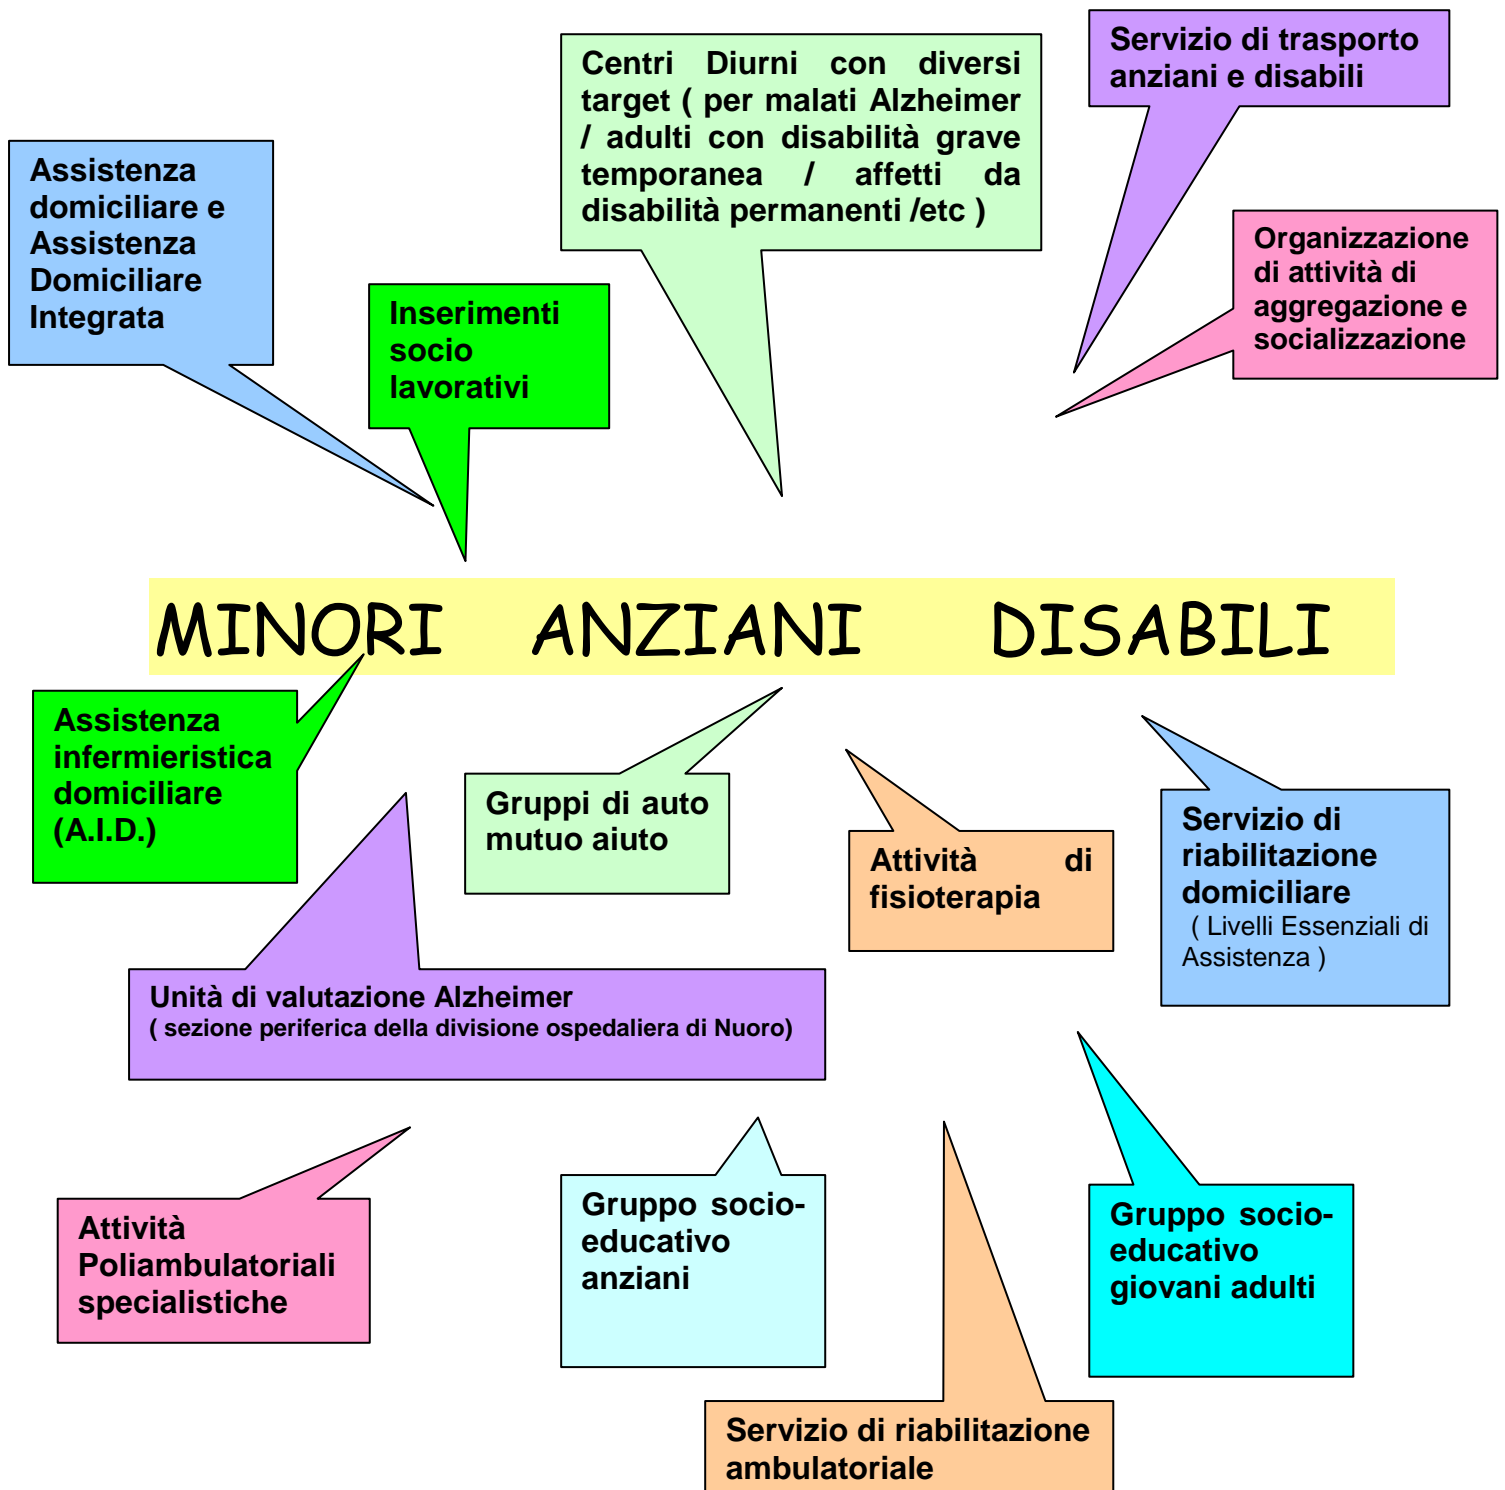 Servizio di trasporto
anziani e disabili
Centri Diurni con diversi
target ( per malati Alzheimer
/ adulti con disabilità grave
temporanea / affetti da
disabilità permanenti /etc )
Assistenza
domiciliare e
Assistenza
Domiciliare
Integrata
Organizzazione
di attività di
aggregazione e
socializzazione
Inserimenti
socio
lavorativi
MINORI ANZIANI DISABILI
Assistenza
infermieristica
domiciliare
(A.I.D.)
Gruppi di auto
mutuo aiuto
Attività di
fisioterapia
Servizio di
riabilitazione
domiciliare
( Livelli Essenziali di
Assistenza )
Unità di valutazione Alzheimer
( sezione periferica della divisione ospedaliera di Nuoro)
Attività
Poliambulatoriali
specialistiche
Gruppo socio-
educativo
anziani
Gruppo socio-
educativo
giovani adulti
Servizio di riabilitazione
ambulatoriale